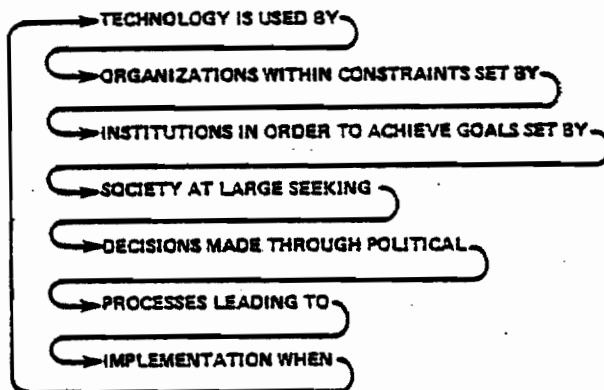 TECHNOLOGY IS USED BY
ORGANIZATIONS WITHIN CONSTRAINTS SET BY
INSTITUTIONS IN ORDER TO ACHIEVE GOALS SET BY
SOCIETY AT LARGE SEEKING
DECISIONS MADE THROUGH POLITICAL
PROCESSES LEADING TO
IMPLEMENTATION WHEN